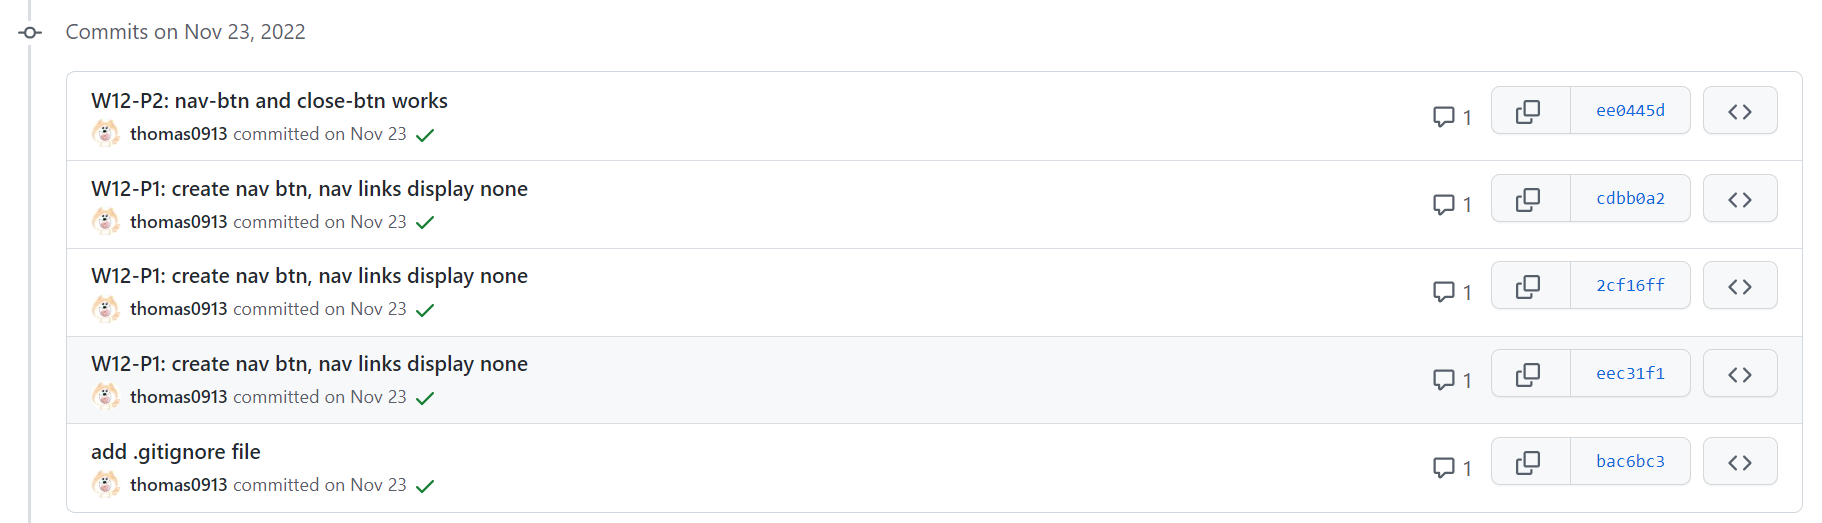 Commits on Nov 23, 2022
W12-P2: nav-btn and close-btn works
thomas0913 committed on Nov 23
1
ee0445d
W12-P1: create nav btn, nav links display none
thomas0913 committed on Nov 23
1
cdbb0a2
W12-P1: create nav btn, nav links display none
thomas0913 committed on Nov 23
1
2cf16ff
W12-P1: create nav btn, nav links display none
thomas0913 committed on Nov 23
1
eec31f1
add .gitignore file
thomas0913 committed on Nov 23
1
bac6bc3